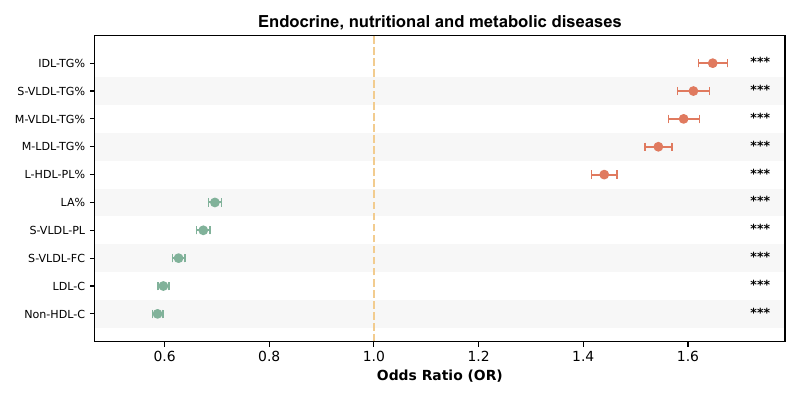 Endocrine, nutritional and metabolic diseases
IDL-TG% ***
S-VLDL-TG% ***
M-VLDL-TG% ***
M-LDL-TG% ***
L-HDL-PL% ***
LA% ***
S-VLDL-PL ***
S-VLDL-FC ***
LDL-C ***
Non-HDL-C ***
0.6 0.8 1.0 1.2 1.4 1.6
Odds Ratio (OR)